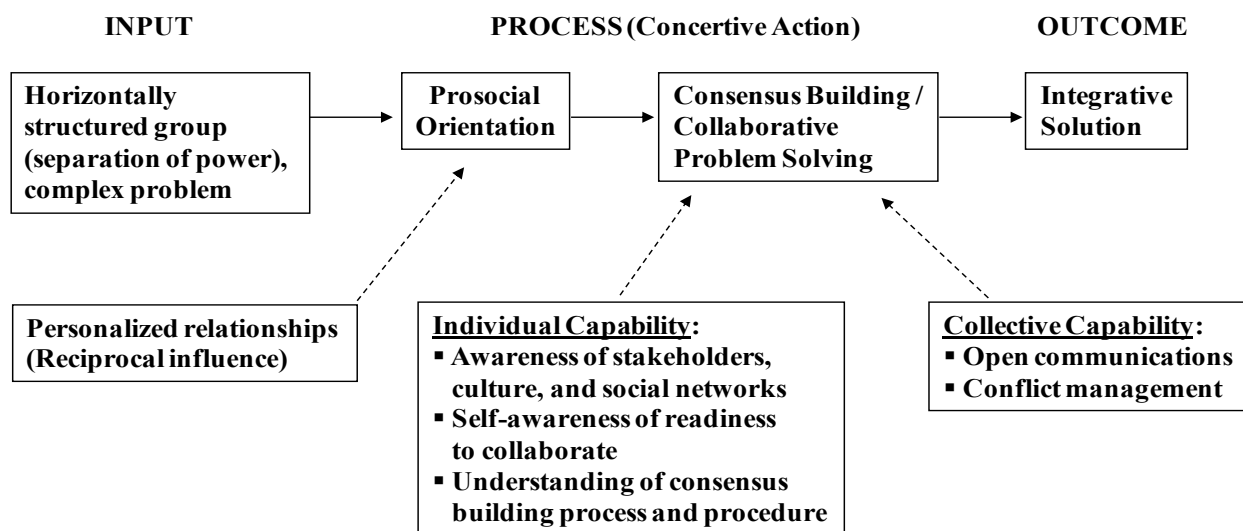 INPUT
PROCESS (Concertive Action)
OUTCOME
Horizontally
structured group
(separation of power),
complex problem
Prosocial
Orientation
Consensus Building /
Collaborative
Problem Solving
Integrative
Solution
Personalized relationships
(Reciprocal influence)
Individual Capability:
▪ Awareness of stakeholders,
culture, and social networks
▪ Self-awareness of readiness
to collaborate
▪ Understanding of consensus
building process and procedure
Collective Capability:
▪ Open communications
▪ Conflict management